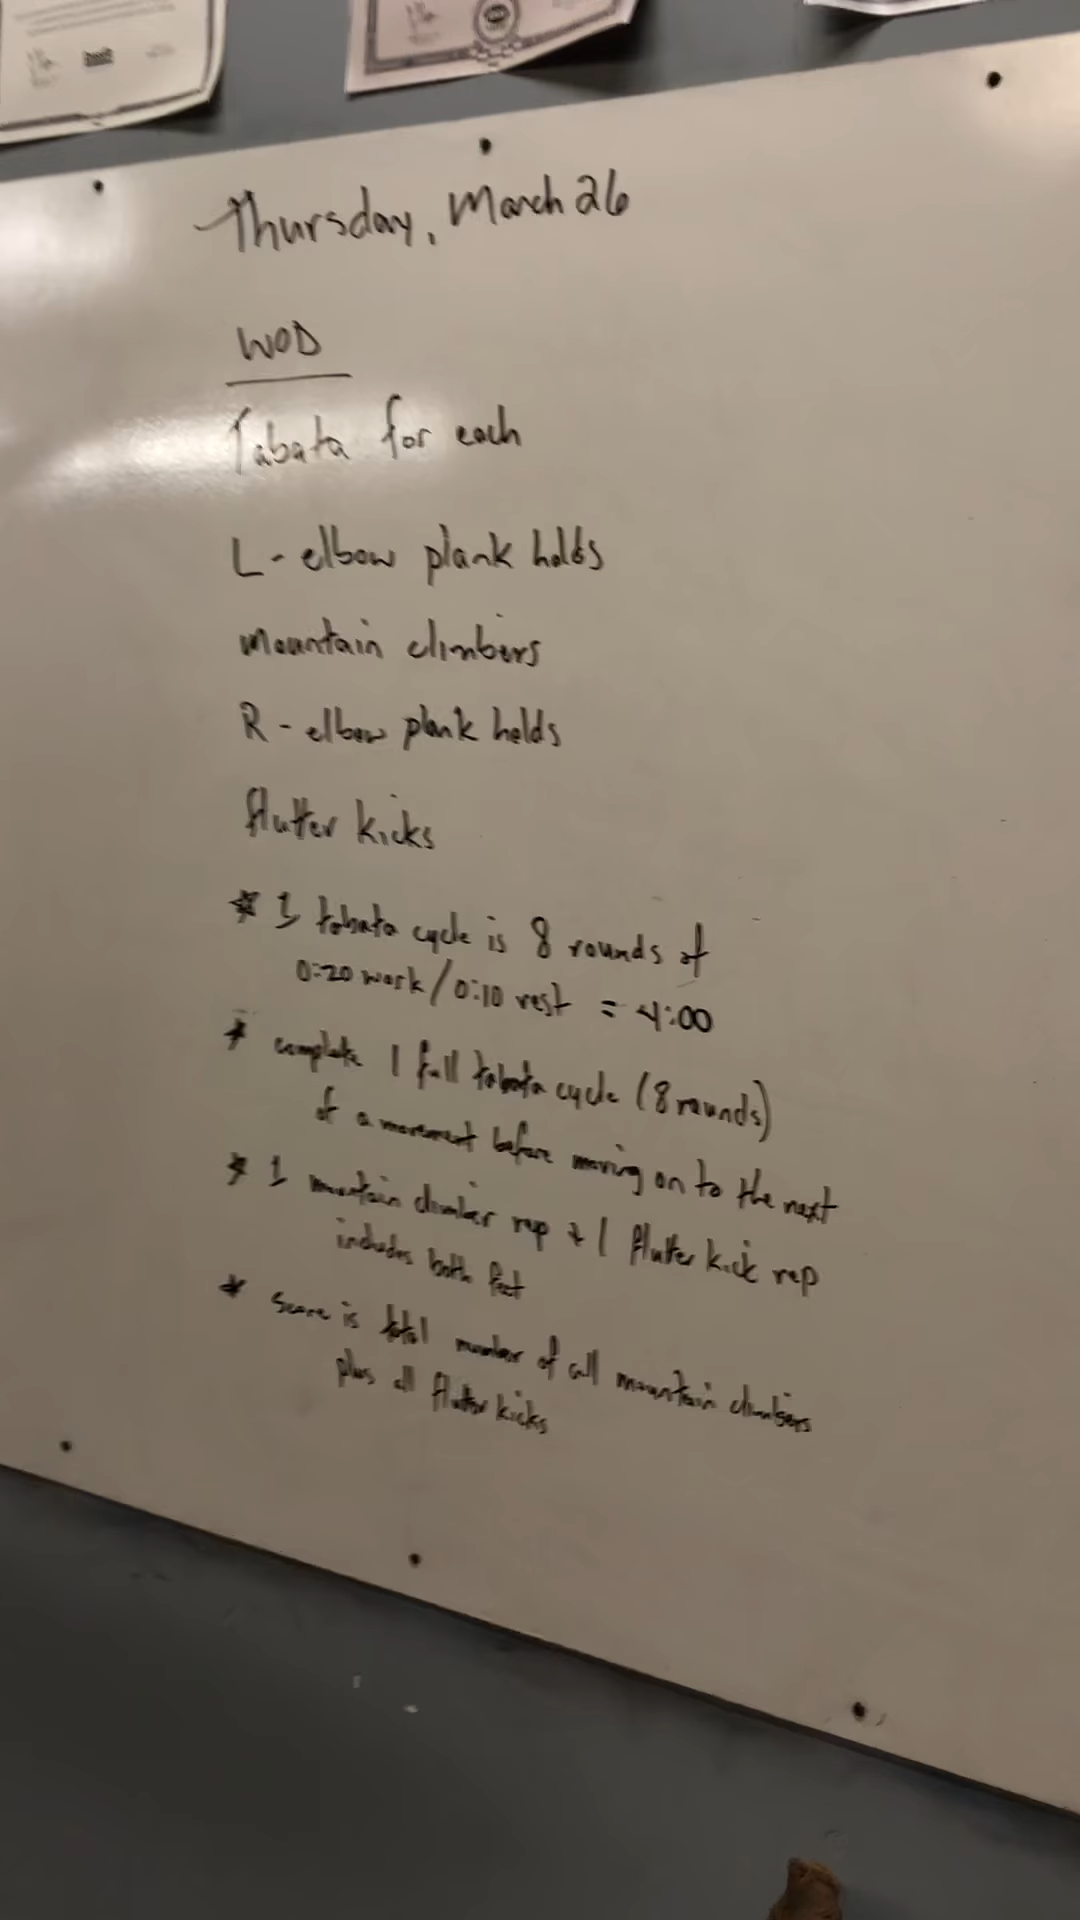 Thursday, March 26
WOD
Tabata for each
L - elbow plank holds
mountain climbers
R - elbow plank holds
flutter kicks
* 1 tabata cycle is 8 rounds of
0:20 work / 0:10 rest = 4:00
* complete 1 full tabata cycle (8 rounds)
of a movement before moving on to the next
* 1 mountain climber rep + 1 flutter kick rep
includes both feet
* score is total number of all mountain climbers
plus all flutter kicks